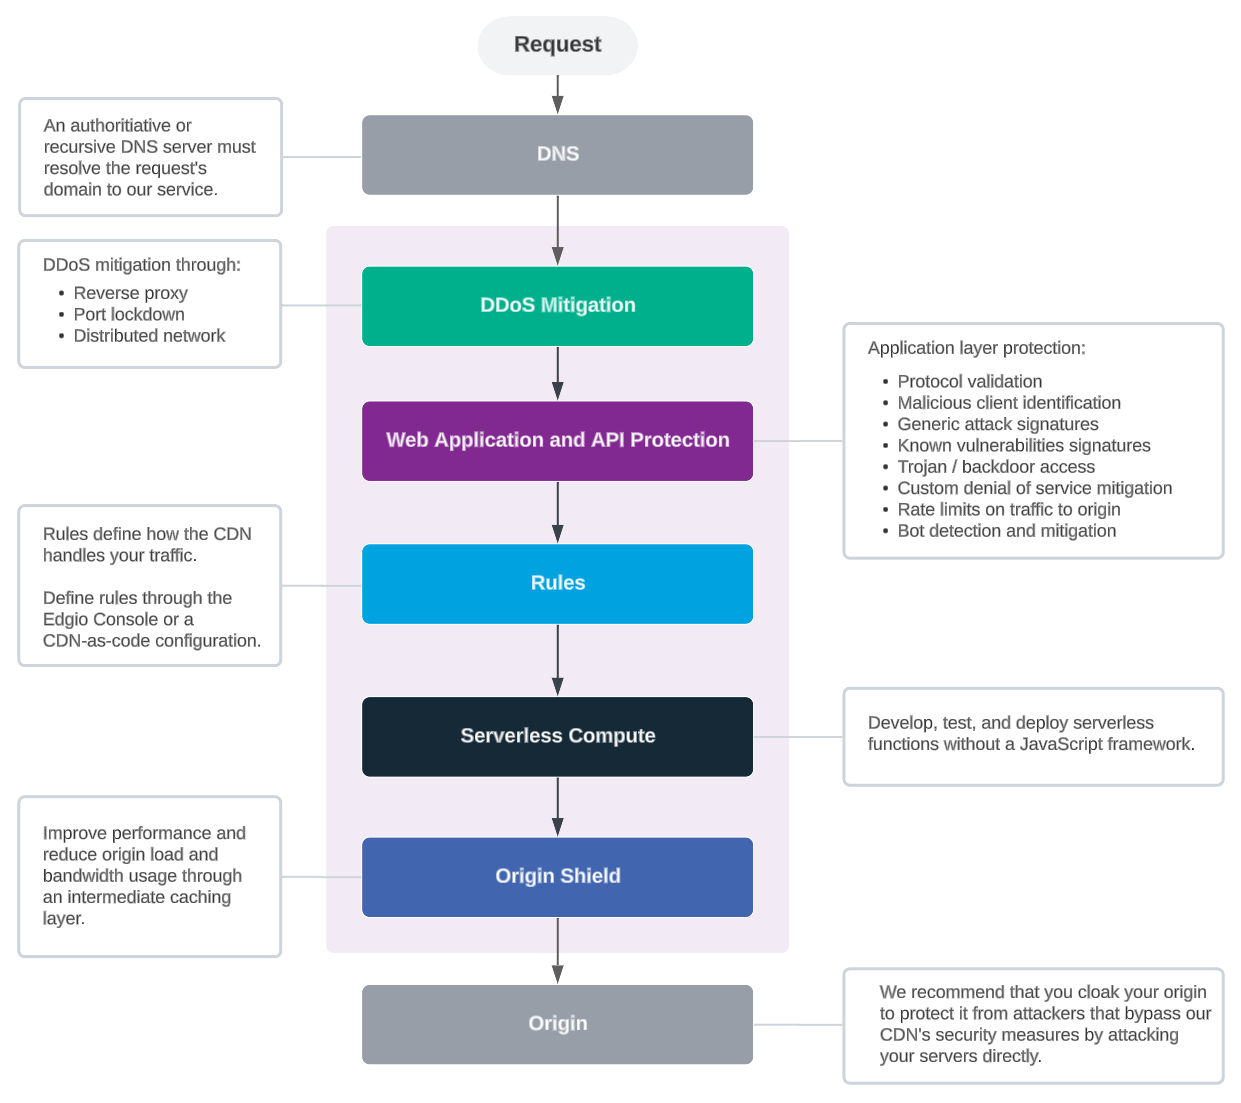 Request
An authoritiative or
recursive DNS server must
resolve the request's
domain to our service.
DNS
DDoS mitigation through:
• Reverse proxy
• Port lockdown
• Distributed network
DDoS Mitigation
Application layer protection:
• Protocol validation
• Malicious client identification
• Generic attack signatures
• Known vulnerabilities signatures
• Trojan / backdoor access
• Custom denial of service mitigation
• Rate limits on traffic to origin
• Bot detection and mitigation
Web Application and API Protection
Rules define how the CDN
handles your traffic.
Define rules through the
Edgio Console or a
CDN-as-code configuration.
Rules
Serverless Compute
Develop, test, and deploy serverless
functions without a JavaScript framework.
Improve performance and
reduce origin load and
bandwidth usage through
an intermediate caching
layer.
Origin Shield
Origin
We recommend that you cloak your origin
to protect it from attackers that bypass our
CDN's security measures by attacking
your servers directly.